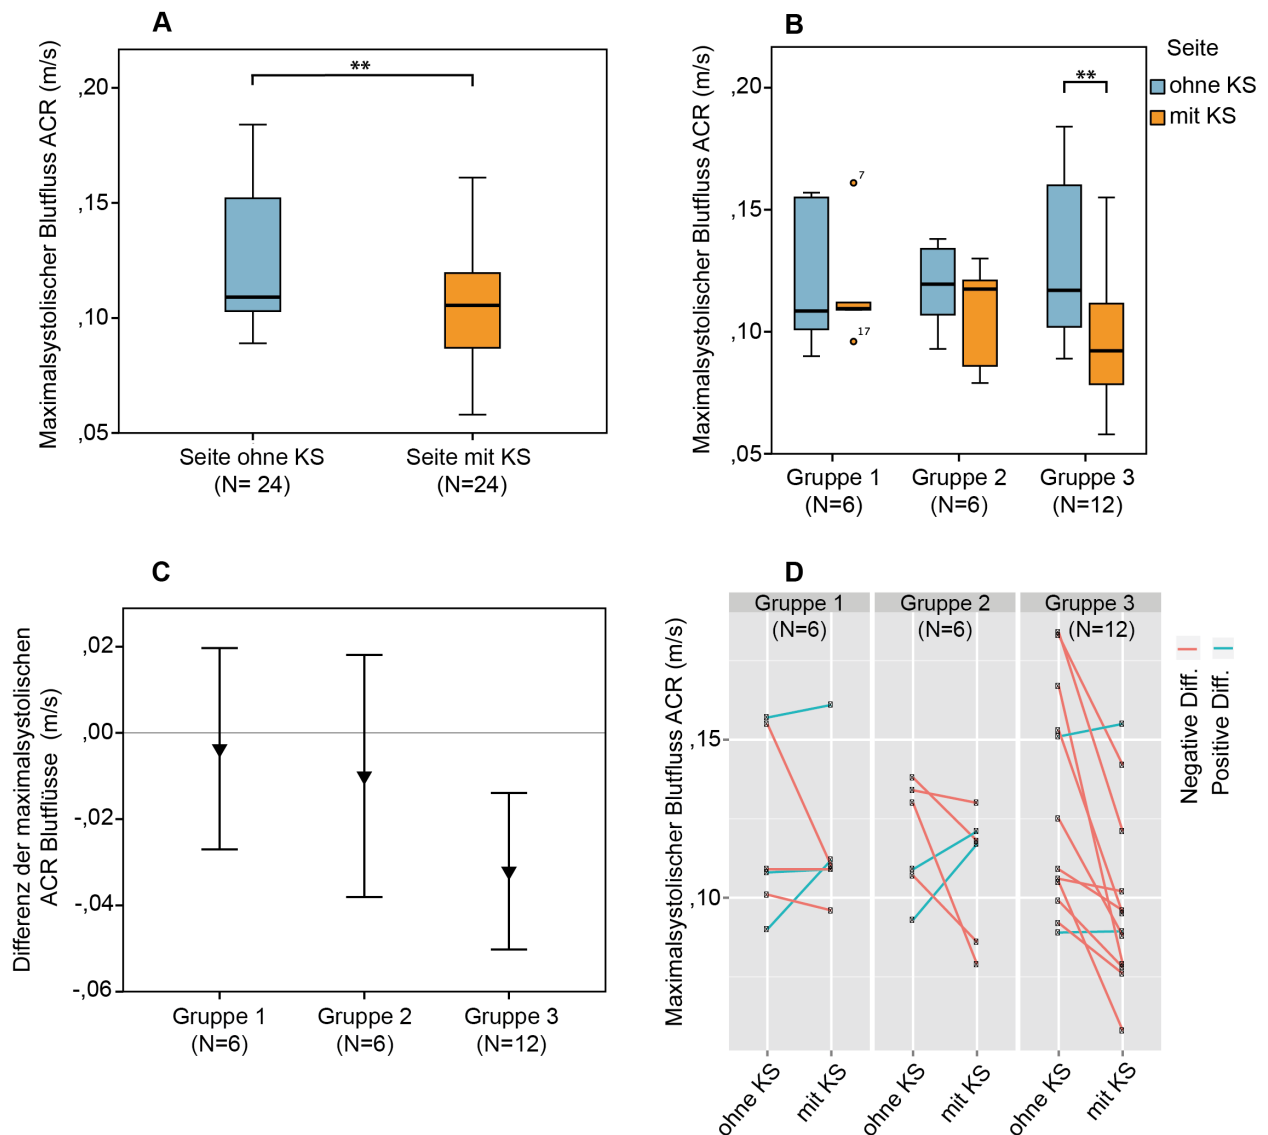 A
Maximalsystolischer Blutfluss ACR (m/s)
,20
,15
,10
,05
**
Seite ohne KS
(N= 24)
Seite mit KS
(N=24)
B
Maximalsystolischer Blutfluss ACR (m/s)
,20
,15
,10
,05
7
17
**
Gruppe 1
(N=6)
Gruppe 2
(N=6)
Gruppe 3
(N=12)
Seite
ohne KS
mit KS
C
Differenz der maximalsystolischen
ACR Blutflüsse (m/s)
,02
,00
-,02
-,04
-,06
Gruppe 1
(N=6)
Gruppe 2
(N=6)
Gruppe 3
(N=12)
D
Maximalsystolischer Blutfluss ACR (m/s)
Gruppe 1
(N=6)
Gruppe 2
(N=6)
Gruppe 3
(N=12)
,15
,10
ohne KS
mit KS
ohne KS
mit KS
ohne KS
mit KS
Negative Diff.
Positive Diff.